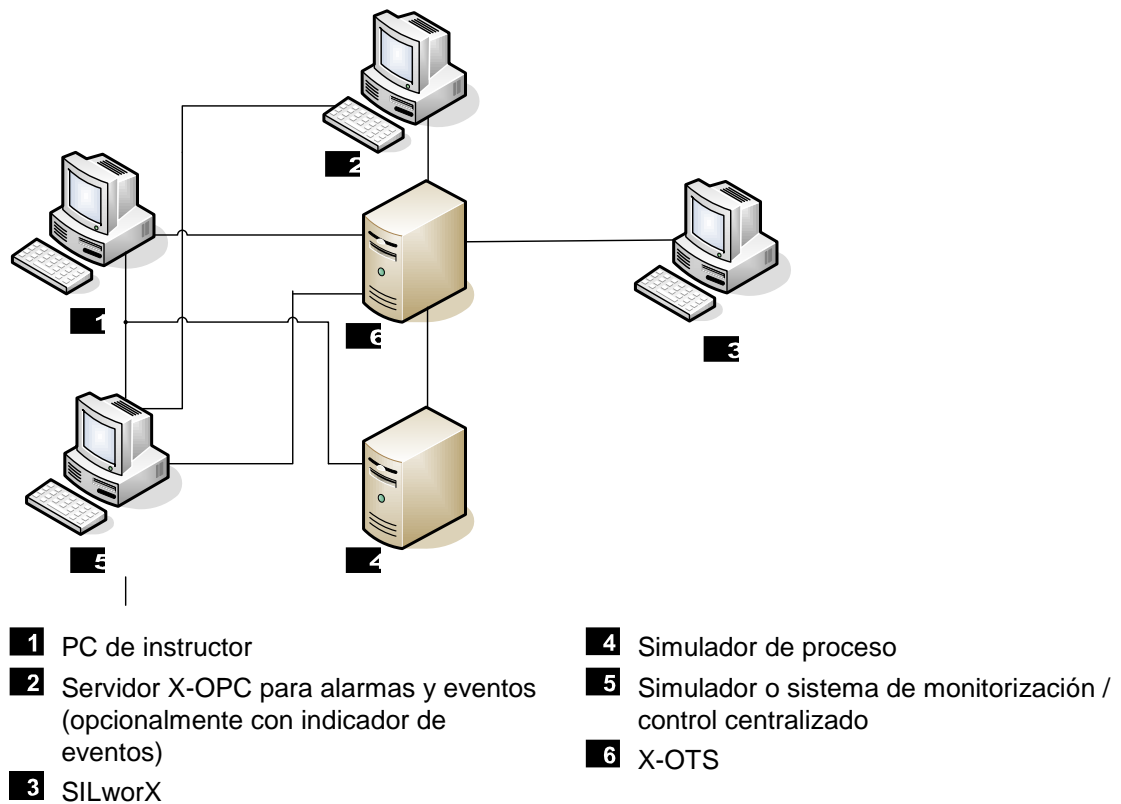 2
1
6
3
5
4
1 PC de instructor
2 Servidor X-OPC para alarmas y eventos
(opcionalmente con indicador de
eventos)
3 SILworX
4 Simulador de proceso
5 Simulador o sistema de monitorización /
control centralizado
6 X-OTS